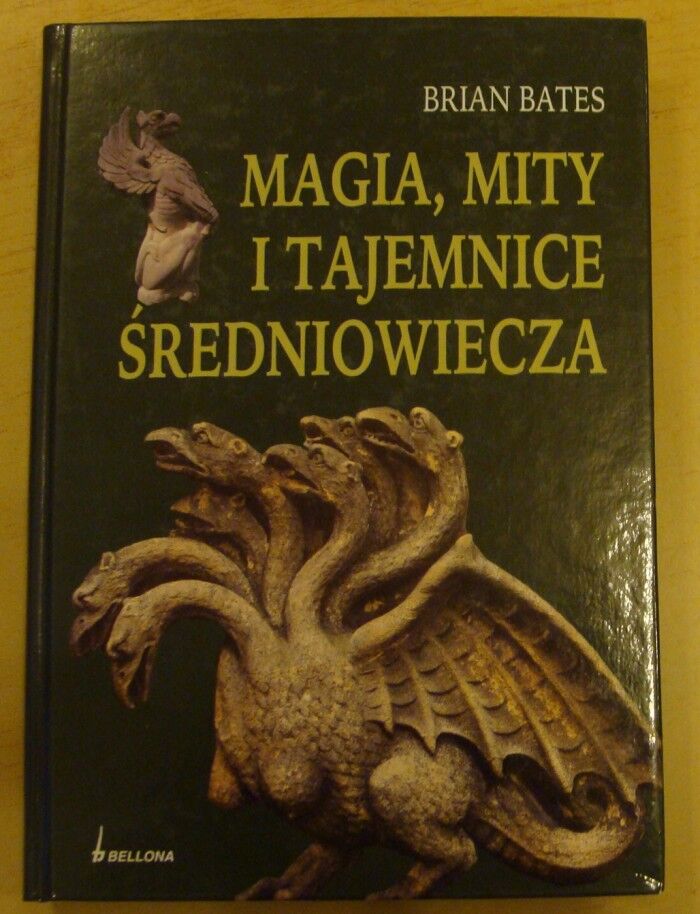 BRIAN BATES
MAGIA, MITY
I TAJEMNICE
ŚREDNIOWIECZA
BELLONA